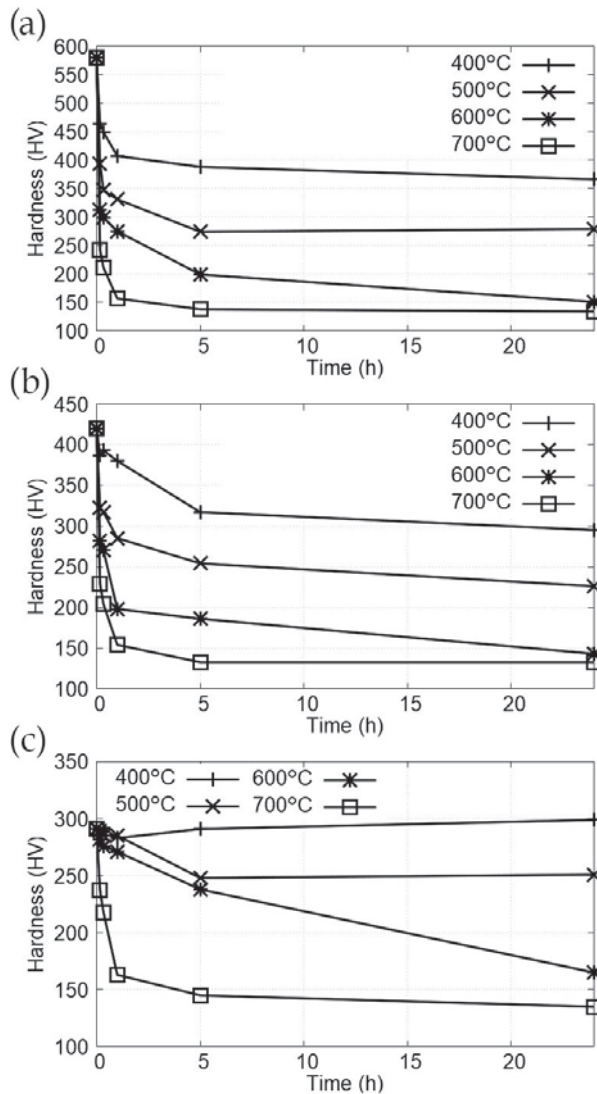 (a)
600
550
500
450
400
350
300
250
200
150
100
Hardness (HV)
400°C
500°C
600°C
700°C
0 5 10 15 20
Time (h)
(b)
450
400
350
300
250
200
150
100
Hardness (HV)
400°C
500°C
600°C
700°C
0 5 10 15 20
Time (h)
(c)
350
300
250
200
150
100
Hardness (HV)
400°C 600°C
500°C 700°C
0 5 10 15 20
Time (h)